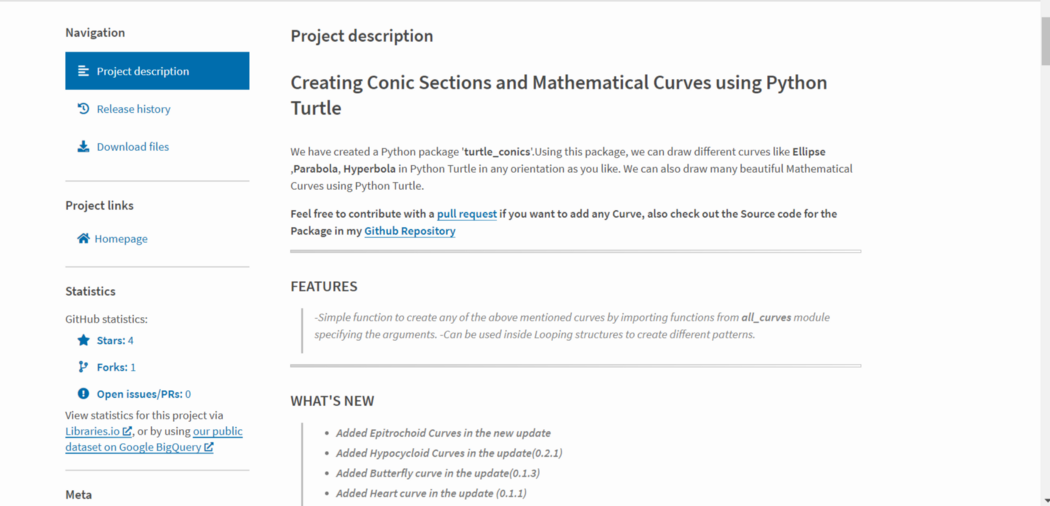 Navigation
Project description
Release history
Download files
Project links
Homepage
Statistics
GitHub statistics:
Stars: 4
Forks: 1
Open issues/PRs: 0
View statistics for this project via
Libraries.io, or by using our public
dataset on Google BigQuery
Meta
Project description
Creating Conic Sections and Mathematical Curves using Python
Turtle
We have created a Python package 'turtle_conics'.Using this package, we can draw different curves like Ellipse
,Parabola, Hyperbola in Python Turtle in any orientation as you like. We can also draw many beautiful Mathematical
Curves using Python Turtle.
Feel free to contribute with a pull request if you want to add any Curve, also check out the Source code for the
Package in my Github Repository
FEATURES
-Simple function to create any of the above mentioned curves by importing functions from all_curves module
specifying the arguments. -Can be used inside Looping structures to create different patterns.
WHAT'S NEW
• Added Epitrochoid Curves in the new update
• Added Hypocycloid Curves in the update(0.2.1)
• Added Butterfly curve in the update(0.1.3)
• Added Heart curve in the update (0.1.1)